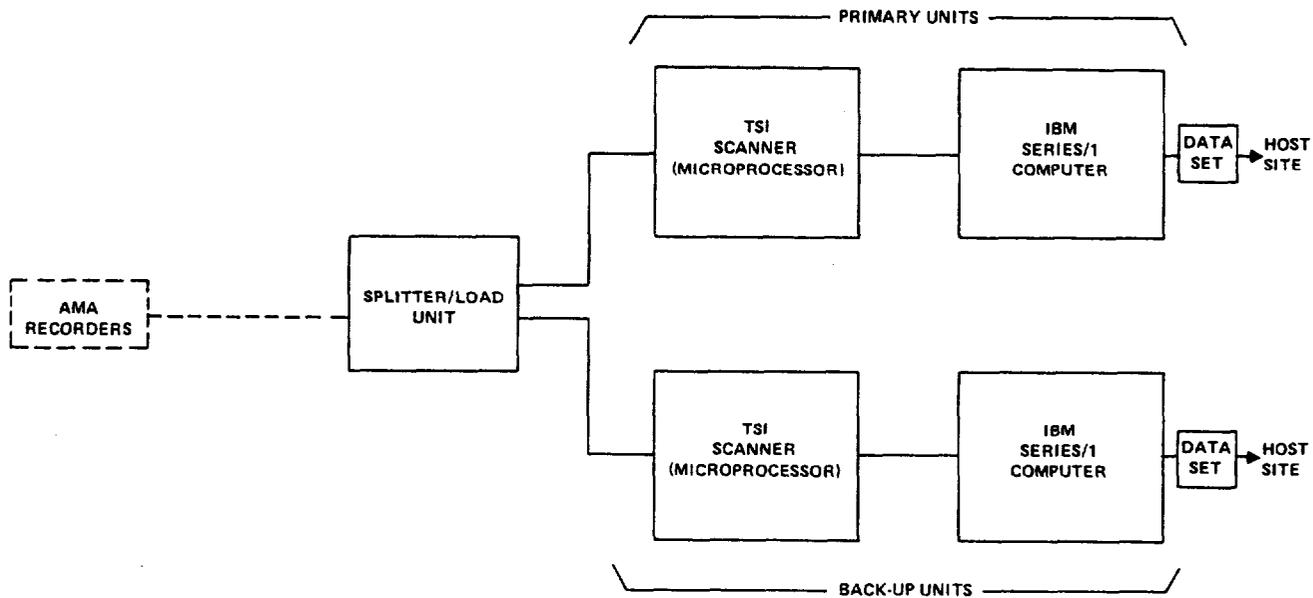 PRIMARY UNITS
TSI
SCANNER
(MICROPROCESSOR)
IBM
SERIES/1
COMPUTER
DATA
SET
HOST
SITE
SPLITTER/LOAD
UNIT
AMA
RECORDERS
TSI
SCANNER
(MICROPROCESSOR)
IBM
SERIES/1
COMPUTER
DATA
SET
HOST
SITE
BACK-UP UNITS